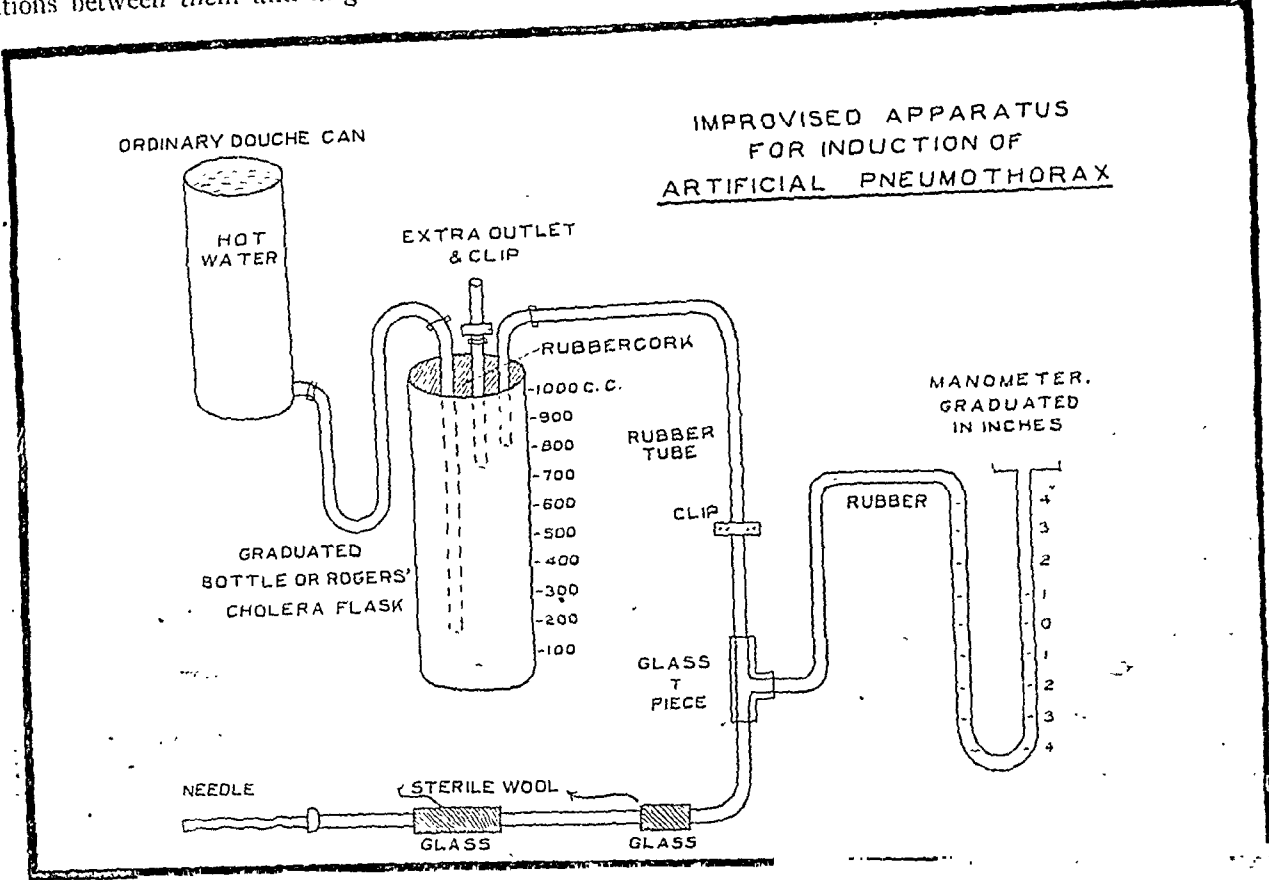 between them
IMPROVISED APPARATUS
FOR INDUCTION OF
ARTIFICIAL PNEUMOTHORAX
ORDINARY DOUCHE CAN
HOT
WATER
EXTRA OUTLET
& CLIP
RUBBERCORK
-1000 C.C.
-900
-800
-700
-600
-500
-400
-300
-200
-100
GRADUATED
BOTTLE OR ROGERS'
CHOLERA FLASK
RUBBER
TUBE
CLIP
GLASS
T
PIECE
MANOMETER.
GRADUATED
IN INCHES
RUBBER
4
3
2
1
0
1
2
3
4
NEEDLE
STERILE WOOL
GLASS
GLASS